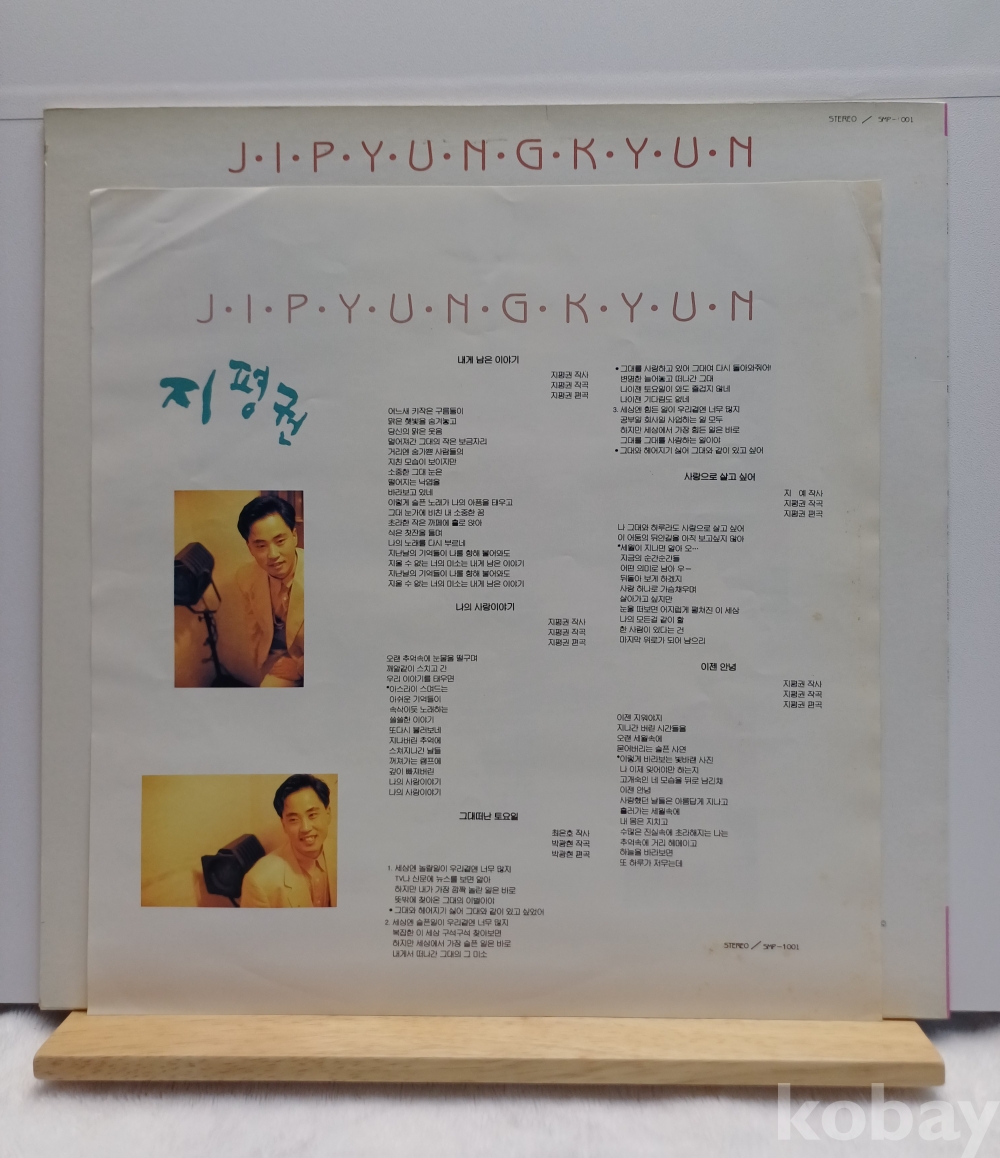 STEREO / SMP-1001
J·I·P·Y·U·N·G·K·Y·U·N
J·I·P·Y·U·N·G·K·Y·U·N
지평권
내게 남은 이야기
지평권 작사
지평권 작곡
지평권 편곡
어느새 키작은 구름들이
맑은 햇빛을 숨겨놓고
당신의 맑은 웃음
멀어져간 그대의 작은 보금자리
거리엔 숨가쁜 사람들의
지친 모습이 보이지만
소중한 그대 눈은
떨어지는 낙엽을
바라보고 있네
이렇게 슬픈 노래가 나의 아픔을 태우고
그대 눈가에 비친 내 소중한 꿈
초라한 작은 까페에 홀로 앉아
식은 찻잔을 들며
나의 노래를 다시 부르네
지난날의 기억들이 나를 향해 불어와도
지울 수 없는 너의 미소는 내게 남은 이야기
지난날의 기억들이 나를 향해 불어와도
지울 수 없는 너의 미소는 내게 남은 이야기
나의 사랑이야기
지평권 작사
지평권 작곡
지평권 편곡
오랜 추억속에 눈물을 떨구며
깨알같이 스치고 간
우리 이야기를 태우면
*아스라이 스며드는
아쉬운 기억들이
속삭이듯 노래하는
쓸쓸한 이야기
또다시 불러보네
지나버린 추억에
스쳐지나간 날들
꺼져가는 램프에
깊이 빠져버린
나의 사랑이야기
나의 사랑이야기
그대떠난 토요일
최은호 작사
박광현 작곡
박광현 편곡
1. 세상엔 놀랄일이 우리곁엔 너무 많지
TV나 신문에 뉴스를 보면 알아
하지만 내가 가장 깜짝 놀란 일은 바로
뜻밖에 찾아온 그대의 이별이야
* 그대와 헤어지기 싫어 그대와 같이 있고 싶었어
2. 세상엔 슬픈일이 우리곁엔 너무 많지
복잡한 이 세상 구석구석 찾아보면
하지만 세상에서 가장 슬픈 일은 바로
내게서 떠나간 그대의 그 미소
* 그대를 사랑하고 있어 그대여 다시 돌아와줘어!
변명만 늘어놓고 떠나간 그대
나이젠 토요일이 와도 즐겁지 않네
나이젠 기다림도 없네
3. 세상엔 힘든 일이 우리곁엔 너무 많지
공부일 회사일 사업하는 일 모두
하지만 세상에서 가장 힘든 일은 바로
그대를 그대를 사랑하는 일이야
* 그대와 헤어지기 싫어 그대와 같이 있고 싶어
사랑으로 살고 싶어
지 예 작사
지평권 작곡
지평권 편곡
나 그대와 하루라도 사랑으로 살고 싶어
이 어둠의 뒤안길을 아직 보고싶지 않아
*세월이 지나면 알아 오…
지금의 순간순간들
어떤 의미로 남아 우—
뒤돌아 보게 하겠지
사랑 하나로 가슴채우며
살아가고 싶지만
눈을 떠보면 어지럽게 펼쳐진 이 세상
나의 모든걸 같이 할
한 사람이 있다는 건
마지막 위로가 되어 남으리
이젠 안녕
지평권 작사
지평권 작곡
지평권 편곡
이젠 지워야지
지나간 버린 시간들을
오랜 세월속에
묻어버리는 슬픈 사연
*이렇게 바라보는 빛바랜 사진
나 이제 잊어야만 하는지
고개숙인 네 모습을 뒤로 남긴채
이젠 안녕
사랑했던 날들은 아름답게 지나고
흘러가는 세월속에
내 몸은 지치고
수많은 진실속에 초라해지는 나는
추억속에 거리 헤메이고
하늘을 바라보면
또 하루가 저무는데
STEREO / SMP-1001
kobay